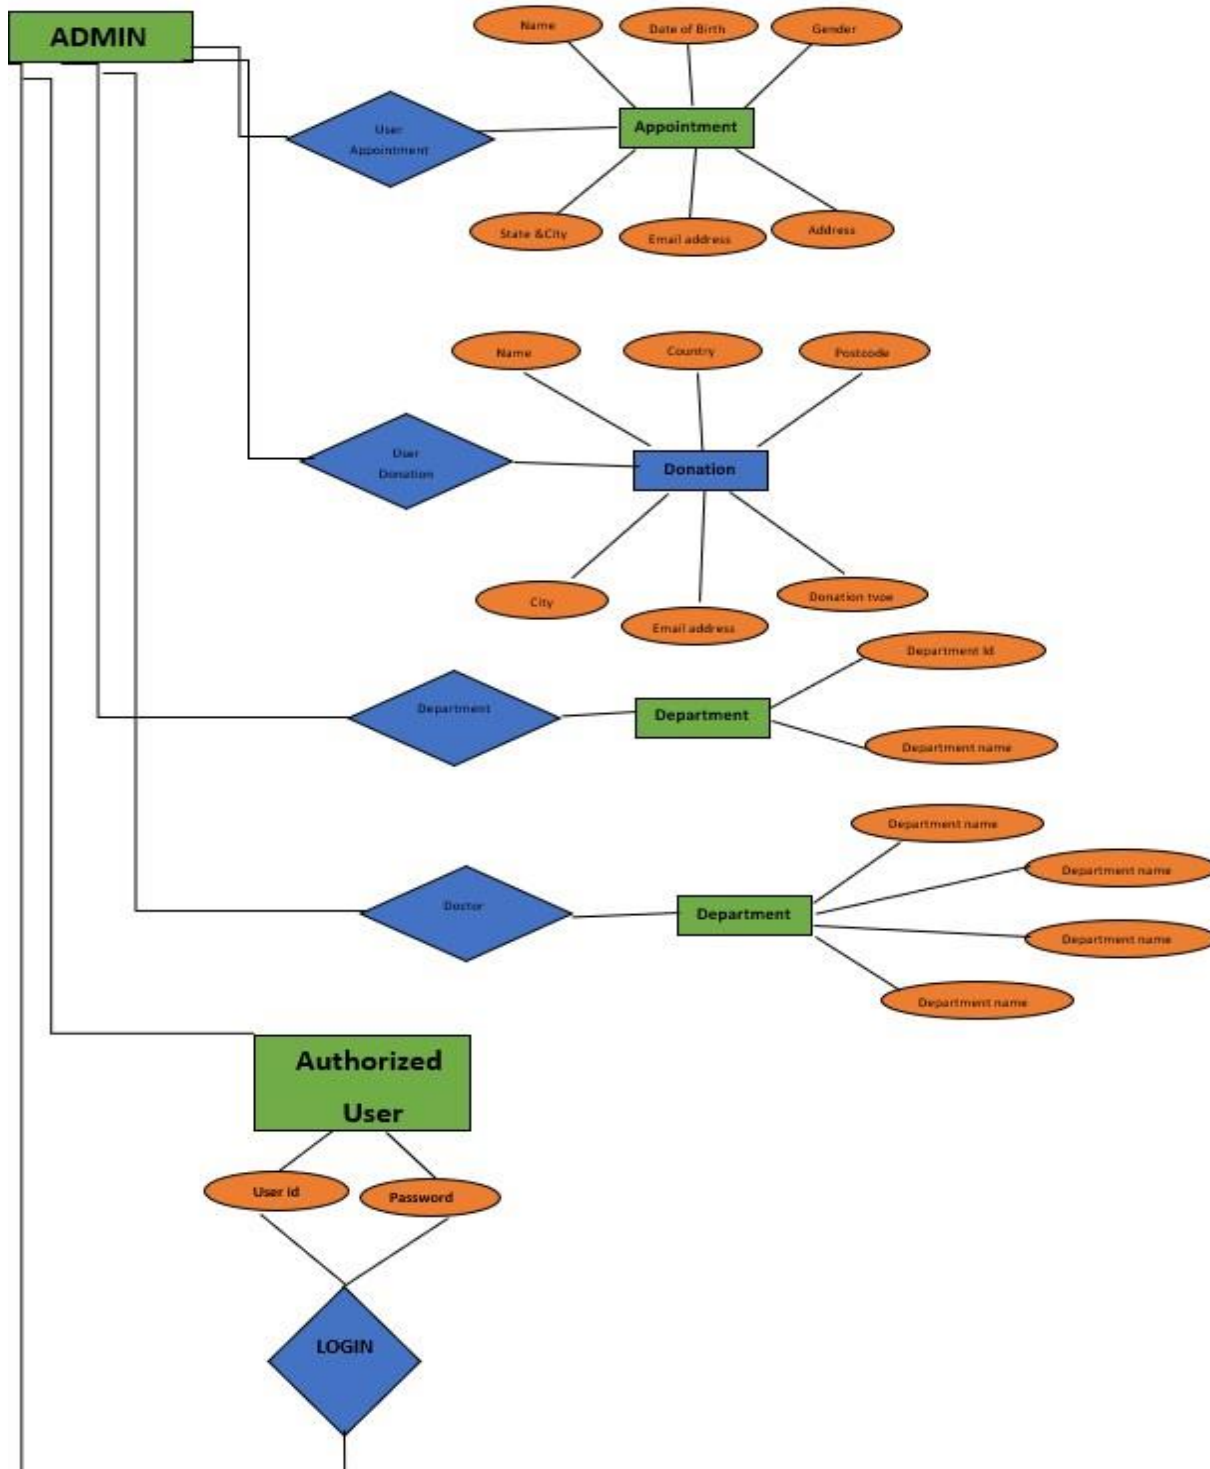 ADMIN
Name
Date of Birth
Gender
User
Appointment
Appointment
State &City
Email address
Address
Name
Country
Postcode
User
Donation
Donation
City
Email address
Donation type
Department Id
Department
Department
Department name
Department name
Department name
Doctor
Department
Department name
Department name
Authorized
User
User id
Password
LOGIN